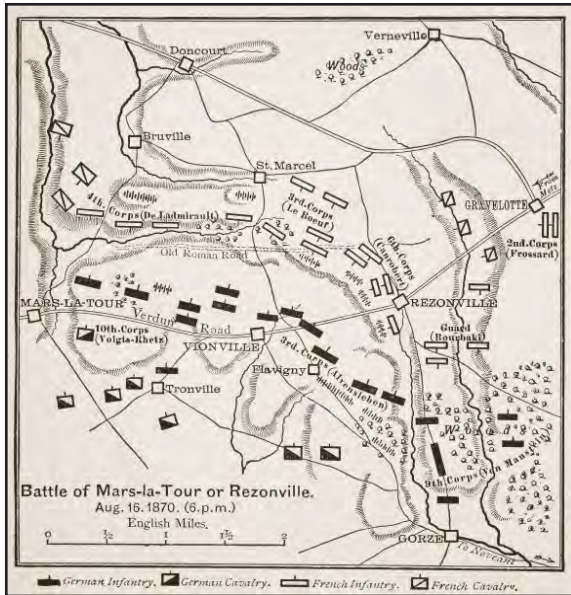 Verneville
Doncourt
Woods
Bruville
St. Marcel
4th. Corps (De Ladmirault)
3rd. Corps
(Le Boeuf)
6th. Corps
(Canrobert)
From
Metz
GRAVELOTTE
2nd. Corps
(Frossard)
Old Roman Road
MARS-LA-TOUR
Verdun Road
REZONVILLE
10th. Corps
(Voigts-Rhetz)
VIONVILLE
3rd. Corps (Alvensleben)
Guard
(Bourbaki)
Flavigny
Tronville
Woods
9th. Corps (Von Manstein)
Battle of Mars-la-Tour or Rezonville.
Aug. 16. 1870. (6 p.m.)
English Miles.
0 ½ 1 1½ 2
GORZE
To Noveant
German Infantry. German Cavalry. French Infantry. French Cavalry.